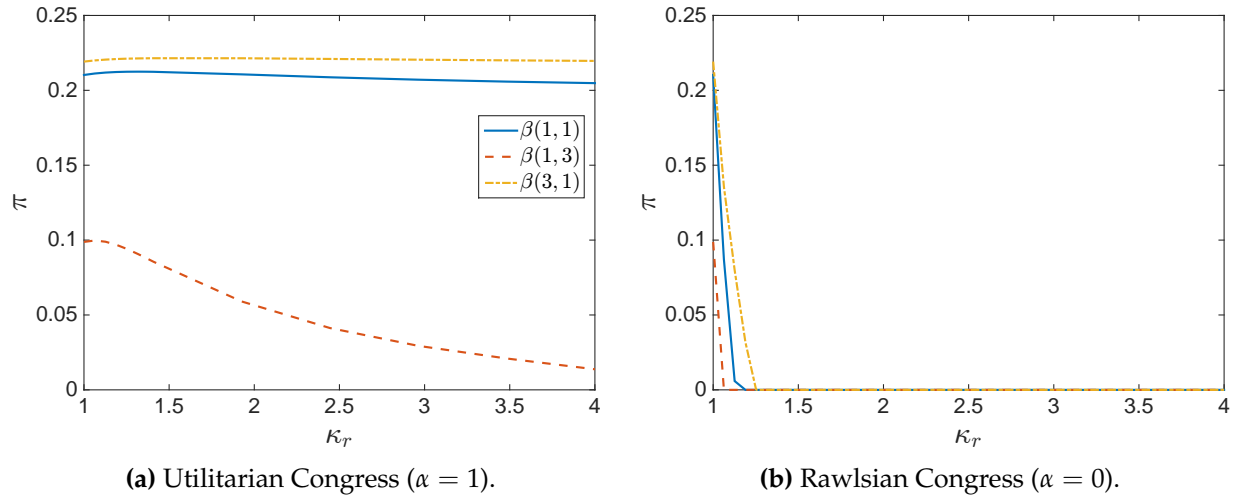 0.25
0.2
0.15
π
0.1
0.05
0
1
1.5
2
2.5
3
3.5
4
κr
β(1, 1)
β(1, 3)
β(3, 1)
(a) Utilitarian Congress (α = 1).
0.25
0.2
0.15
π
0.1
0.05
0
1
1.5
2
2.5
3
3.5
4
κr
(b) Rawlsian Congress (α = 0).